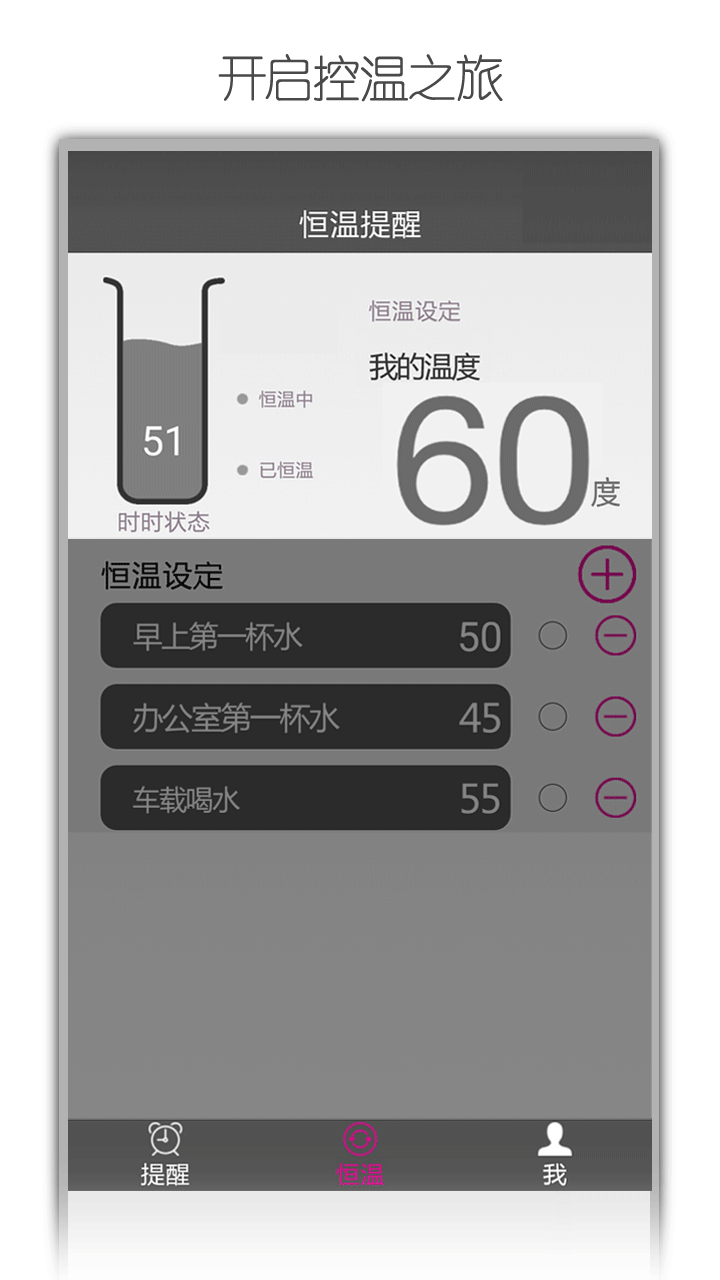 开启控温之旅
恒温提醒
恒温设定
我的温度
60度
51
恒温中
已恒温
时时状态
恒温设定
早上第一杯水 50
办公室第一杯水 45
车载喝水 55
提醒 恒温 我